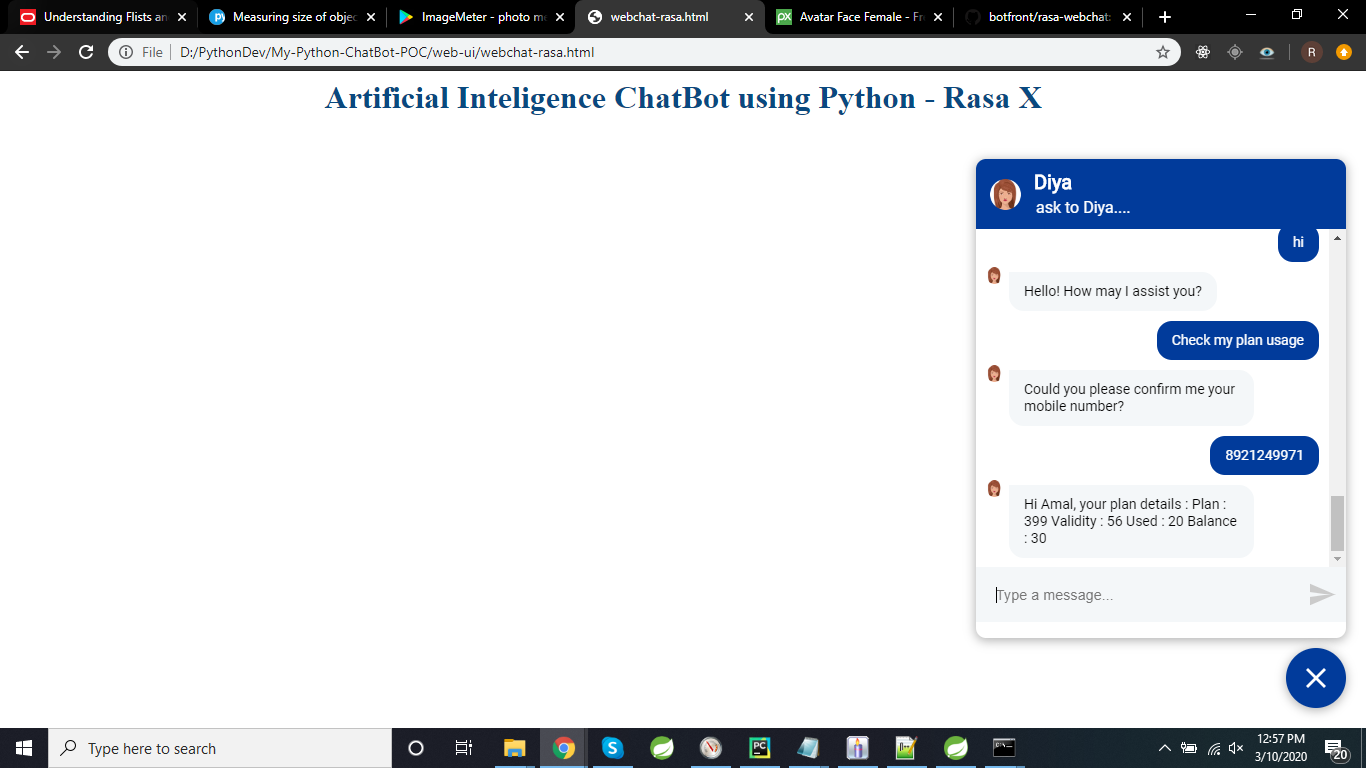 Understanding Flists an
Measuring size of objec
ImageMeter - photo me
webchat-rasa.html
Avatar Face Female - Fr
botfront/rasa-webchat:
File
D:/PythonDev/My-Python-ChatBot-POC/web-ui/webchat-rasa.html
R
Artificial Inteligence ChatBot using Python - Rasa X
Diya
ask to Diya....
hi
Hello! How may I assist you?
Check my plan usage
Could you please confirm me your
mobile number?
8921249971
Hi Amal, your plan details : Plan :
399 Validity : 56 Used : 20 Balance
: 30
Type a message...
Type here to search
12:57 PM
3/10/2020
20